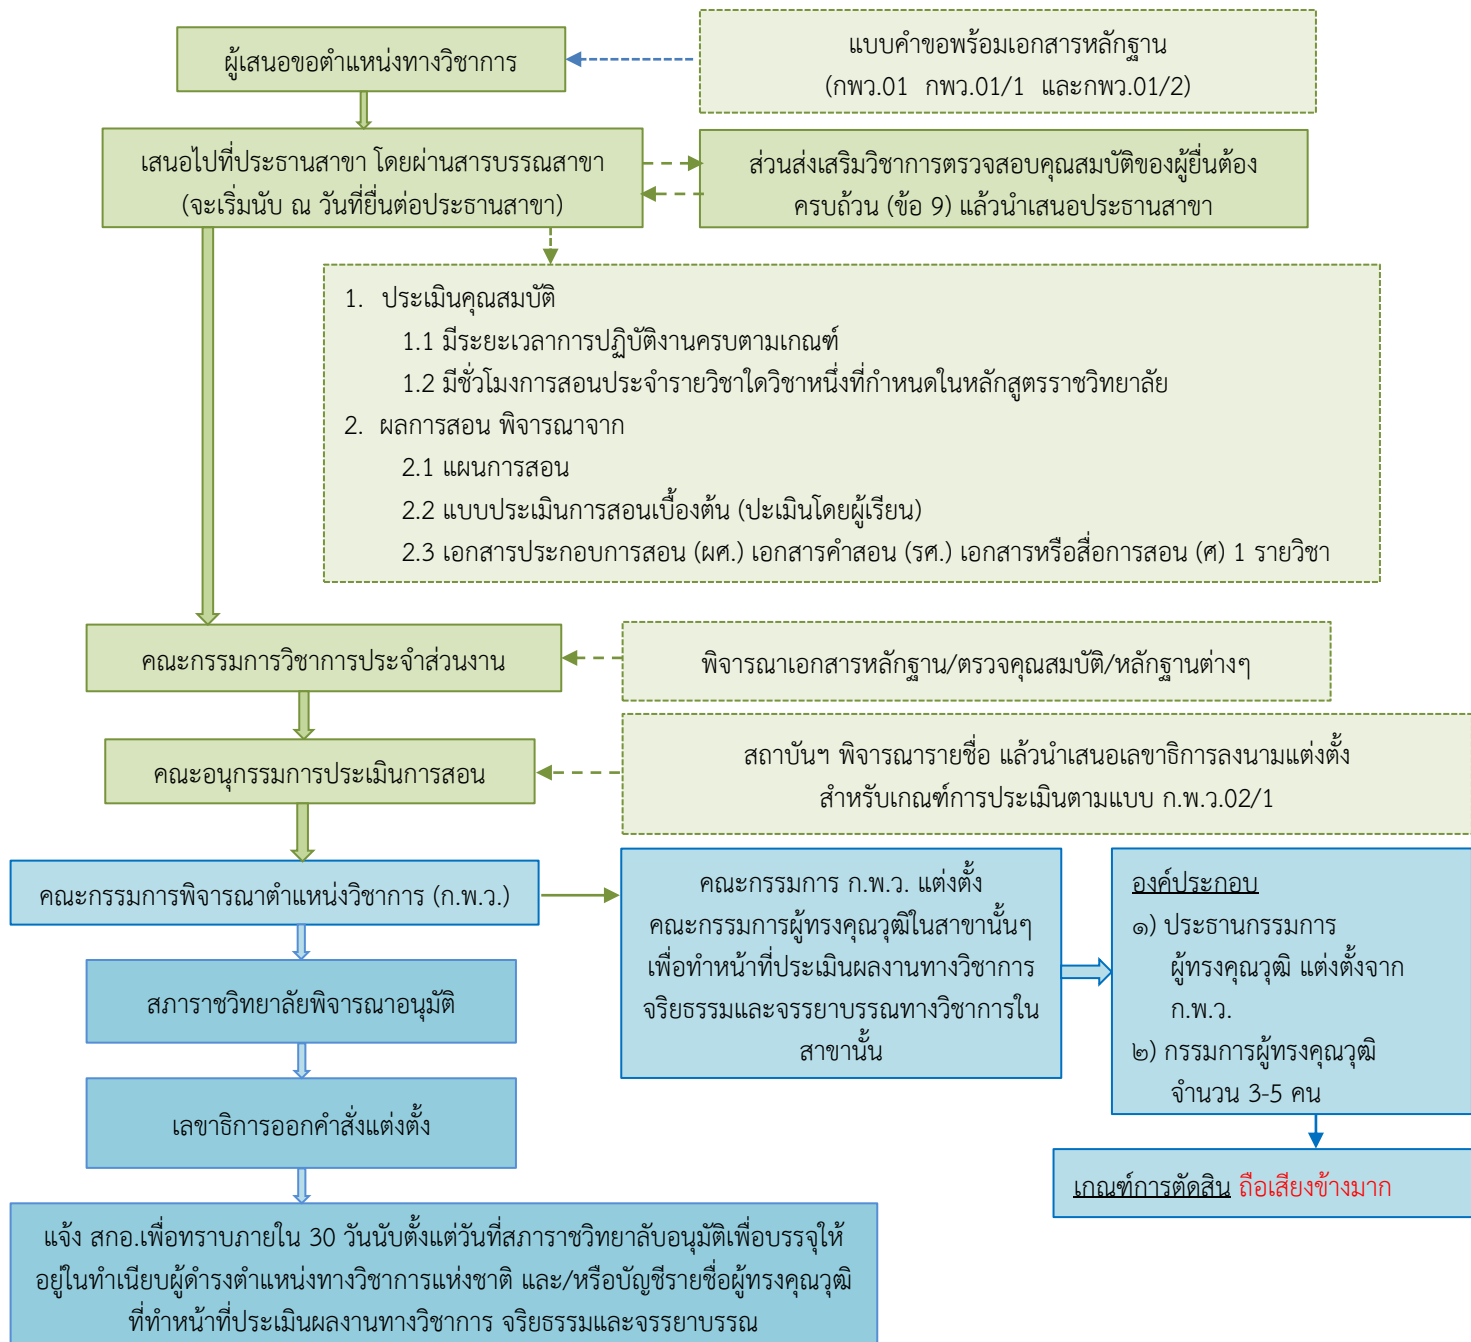 ผู้เสนอขอตำแหน่งทางวิชาการ
แบบคำขอพร้อมเอกสารหลักฐาน
(กพว.01 กพว.01/1 และกพว.01/2)
เสนอไปที่ประธานสาขา โดยผ่านสารบรรณสาขา
(จะเริ่มนับ ณ วันที่ยื่นต่อประธานสาขา)
ส่วนส่งเสริมวิชาการตรวจสอบคุณสมบัติของผู้ยื่นต้อง
ครบถ้วน (ข้อ 9) แล้วนำเสนอประธานสาขา
1. ประเมินคุณสมบัติ
1.1 มีระยะเวลาการปฏิบัติงานครบตามเกณฑ์
1.2 มีชั่วโมงการสอนประจำรายวิชาใดวิชาหนึ่งที่กำหนดในหลักสูตรราชวิทยาลัย
2. ผลการสอน พิจารณาจาก
2.1 แผนการสอน
2.2 แบบประเมินการสอนเบื้องต้น (ปะเมินโดยผู้เรียน)
2.3 เอกสารประกอบการสอน (ผศ.) เอกสารคำสอน (รศ.) เอกสารหรือสื่อการสอน (ศ) 1 รายวิชา
คณะกรรมการวิชาการประจำส่วนงาน
พิจารณาเอกสารหลักฐาน/ตรวจคุณสมบัติ/หลักฐานต่างๆ
คณะอนุกรรมการประเมินการสอน
สถาบันฯ พิจารณารายชื่อ แล้วนำเสนอเลขาธิการลงนามแต่งตั้ง
สำหรับเกณฑ์การประเมินตามแบบ ก.พ.ว.02/1
คณะกรรมการพิจารณาตำแหน่งวิชาการ (ก.พ.ว.)
คณะกรรมการ ก.พ.ว. แต่งตั้ง
คณะกรรมการผู้ทรงคุณวุฒิในสาขานั้นๆ
เพื่อทำหน้าที่ประเมินผลงานทางวิชาการ
จริยธรรมและจรรยาบรรณทางวิชาการใน
สาขานั้น
องค์ประกอบ
๑) ประธานกรรมการ
ผู้ทรงคุณวุฒิ แต่งตั้งจาก
ก.พ.ว.
๒) กรรมการผู้ทรงคุณวุฒิ
จำนวน 3-5 คน
เกณฑ์การตัดสิน ถือเสียงข้างมาก
สภาราชวิทยาลัยพิจารณาอนุมัติ
เลขาธิการออกคำสั่งแต่งตั้ง
แจ้ง สกอ.เพื่อทราบภายใน 30 วันนับตั้งแต่วันที่สภาราชวิทยาลับอนุมัติเพื่อบรรจุให้
อยู่ในทำเนียบผู้ดำรงตำแหน่งทางวิชาการแห่งชาติ และ/หรือบัญชีรายชื่อผู้ทรงคุณวุฒิ
ที่ทำหน้าที่ประเมินผลงานทางวิชาการ จริยธรรมและจรรยาบรรณ